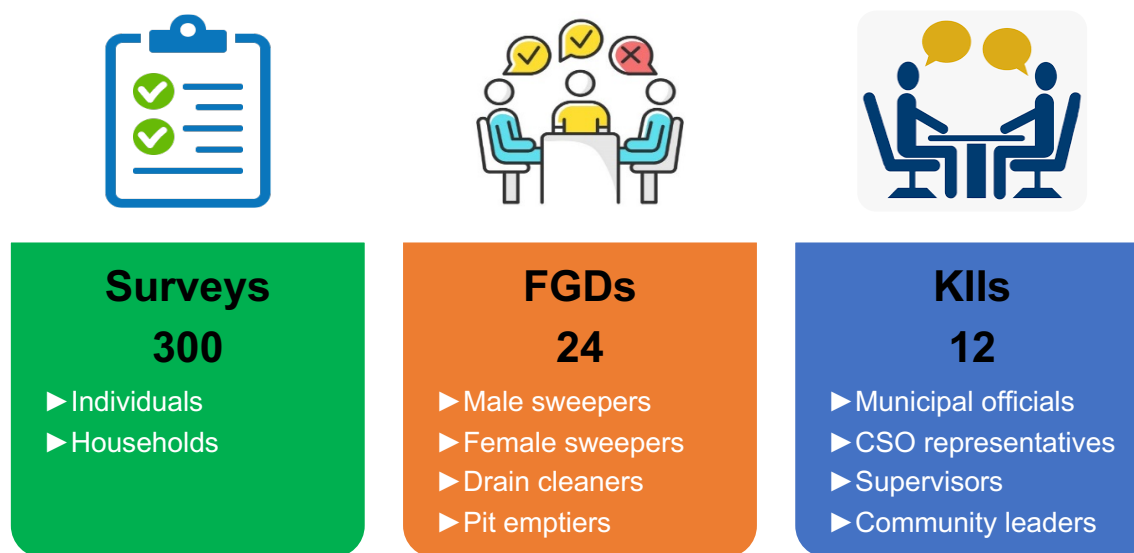 Surveys
300
►Individuals
►Households
FGDs
24
►Male sweepers
►Female sweepers
►Drain cleaners
►Pit emptiers
KIIs
12
►Municipal officials
►CSO representatives
►Supervisors
►Community leaders